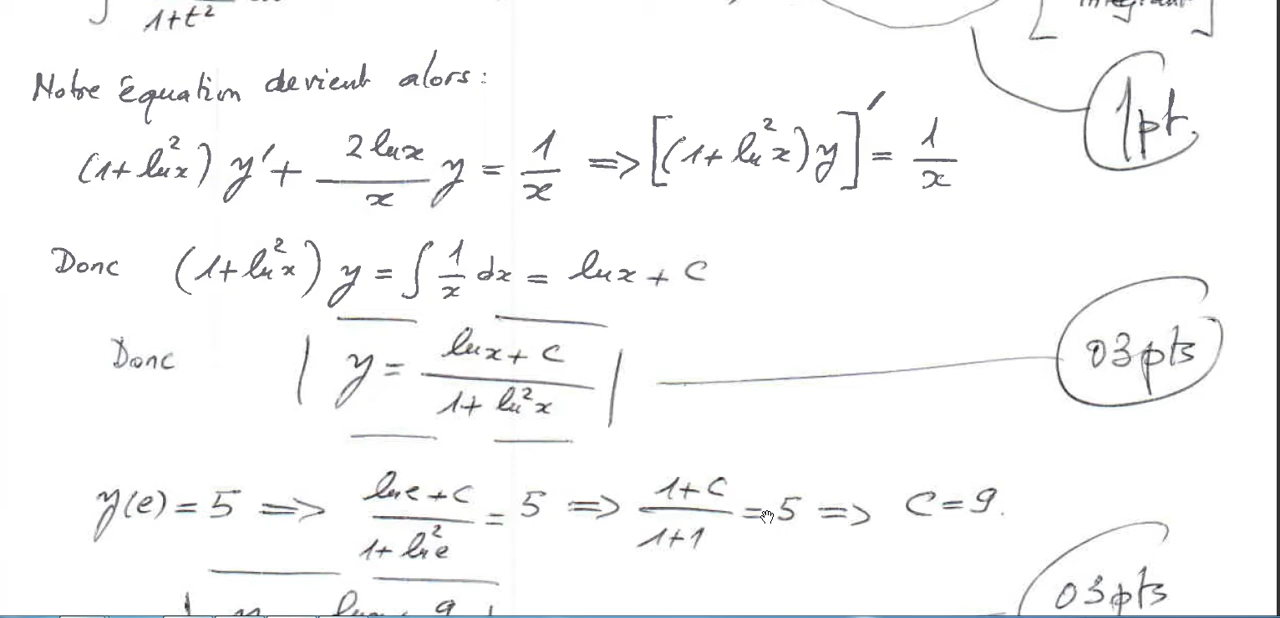 1+t²
Notre équation devient alors:
(1+ln²x) y' + 2lnx/x y = 1/x => [(1+ln²x)y]' = 1/x
1pt
Donc (1+ln²x) y = ∫ 1/x dx = lnx + C
Donc | y = lnx + C / 1+ ln²x |
03pts
y(e) = 5 => lne+C / 1+ ln²e = 5 => 1+C / 1+1 = 5 => C=9.
03pts